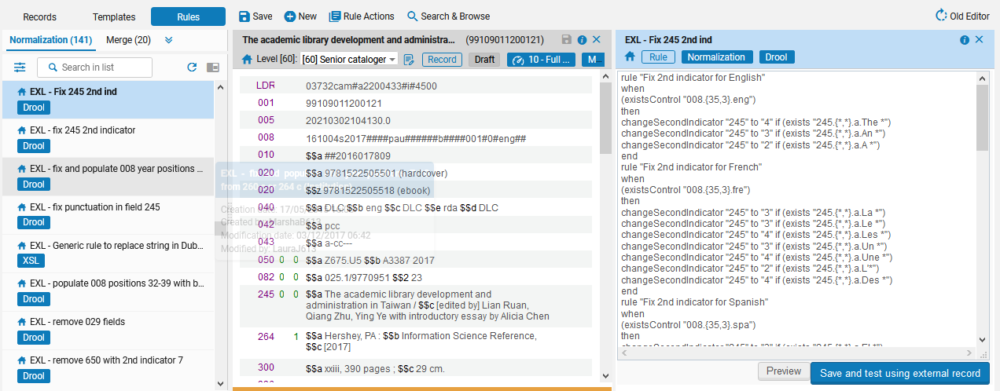 Records Templates Rules Save New Rule Actions Search & Browse Old Editor
Normalization (141) Merge (20)
Search in list
EXL - Fix 245 2nd ind
Drool
EXL - fix 245 2nd indicator
Drool
EXL - fix and populate 008 year positions ...
Drool
EXL - fix punctuation in field 245
Drool
EXL - Generic rule to replace string in Dub...
XSL
EXL - populate 008 positions 32-39 with b...
Drool
EXL - remove 029 fields
Drool
EXL - remove 650 with 2nd indicator 7
Drool
The academic library development and administra... (99109011200121)
Level [60]: [60] Senior cataloger Record Draft 10 - Full ... M...
LDR 03732cam#a2200433#i#4500
001 99109011200121
005 20210302104130.0
008 161004s2017####pau######b####001#0#eng##
010 $$a ##2016017809
020 $$a 9781522505501 (hardcover)
020 $$z 9781522505518 (ebook)
040 $$a DLC $$b eng $$c DLC $$e rda $$d DLC
042 $$a pcc
043 $$a a-cc---
050 0 0 $$a Z675.U5 $$b A3387 2017
082 0 0 $$a 025.1/9770951 $$2 23
245 0 0 $$a The academic library development and
administration in Taiwan / $$c [edited by] Lian Ruan,
Qiang Zhu, Ying Ye with introductory essay by Alicia Chen
264 1 $$a Hershey, PA : $$b Information Science Reference,
$$c [2017]
300 $$a xxiii, 390 pages ; $$c 29 cm.
EXL - fix and popu
from 260 264 c
Creation date: 17/05/
Created by: MarshaB613
Modification date: 03/12/2017 06:42
Modified by: LauraJ613
EXL - Fix 245 2nd ind
Rule Normalization Drool
rule "Fix 2nd indicator for English"
when
(existsControl "008.{35,3}.eng")
then
changeSecondIndicator "245" to "4" if (exists "245.{*,*}.a.The *")
changeSecondIndicator "245" to "3" if (exists "245.{*,*}.a.An *")
changeSecondIndicator "245" to "2" if (exists "245.{*,*}.a.A *")
end
rule "Fix 2nd indicator for French"
when
(existsControl "008.{35,3}.fre")
then
changeSecondIndicator "245" to "3" if (exists "245.{*,*}.a.La *")
changeSecondIndicator "245" to "3" if (exists "245.{*,*}.a.Le *")
changeSecondIndicator "245" to "4" if (exists "245.{*,*}.a.Les *")
changeSecondIndicator "245" to "3" if (exists "245.{*,*}.a.Un *")
changeSecondIndicator "245" to "4" if (exists "245.{*,*}.a.Une *")
changeSecondIndicator "245" to "2" if (exists "245.{*,*}.a.L'*")
changeSecondIndicator "245" to "4" if (exists "245.{*,*}.a.Des *")
end
rule "Fix 2nd indicator for Spanish"
when
(existsControl "008.{35,3}.spa")
then
changeSecondIndicator "245" to "3" if (exists "245.{*,*}.a.El *")
Preview Save and test using external record